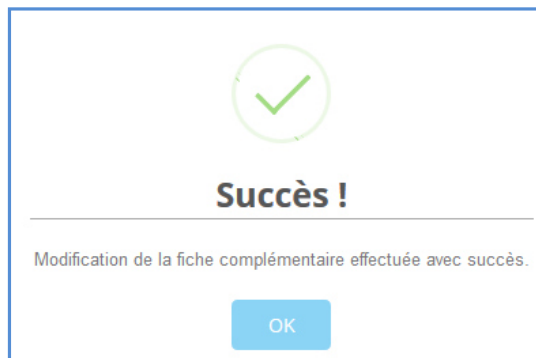 Succès !
Modification de la fiche complémentaire effectuée avec succès.
OK